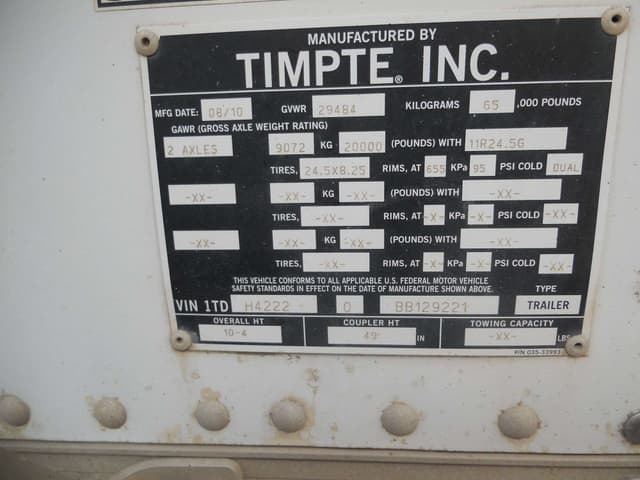 MANUFACTURED BY
TIMPTE® INC.
MFG DATE: 08/10 GVWR 29484 KILOGRAMS 65 ,000 POUNDS
GAWR (GROSS AXLE WEIGHT RATING)
2 AXLES 9072 KG 20000 (POUNDS) WITH 11R24.5G
TIRES, 24.5X8.25 RIMS, AT 655 KPa 95 PSI COLD DUAL
-XX- -XX- KG -XX- (POUNDS) WITH -XX-
TIRES, -XX- RIMS, AT -X- KPa -X- PSI COLD -XX-
-XX- -XX- KG -XX- (POUNDS) WITH -XX-
TIRES, -XX- RIMS, AT -X- KPa -X- PSI COLD -XX-
THIS VEHICLE CONFORMS TO ALL APPLICABLE U.S. FEDERAL MOTOR VEHICLE
SAFETY STANDARDS IN EFFECT ON THE DATE OF MANUFACTURE SHOWN ABOVE. TYPE
VIN 1TD H4222 0 BB129221 TRAILER
OVERALL HT COUPLER HT TOWING CAPACITY
10-4 49 IN -XX- LBS
P/N 035-33993